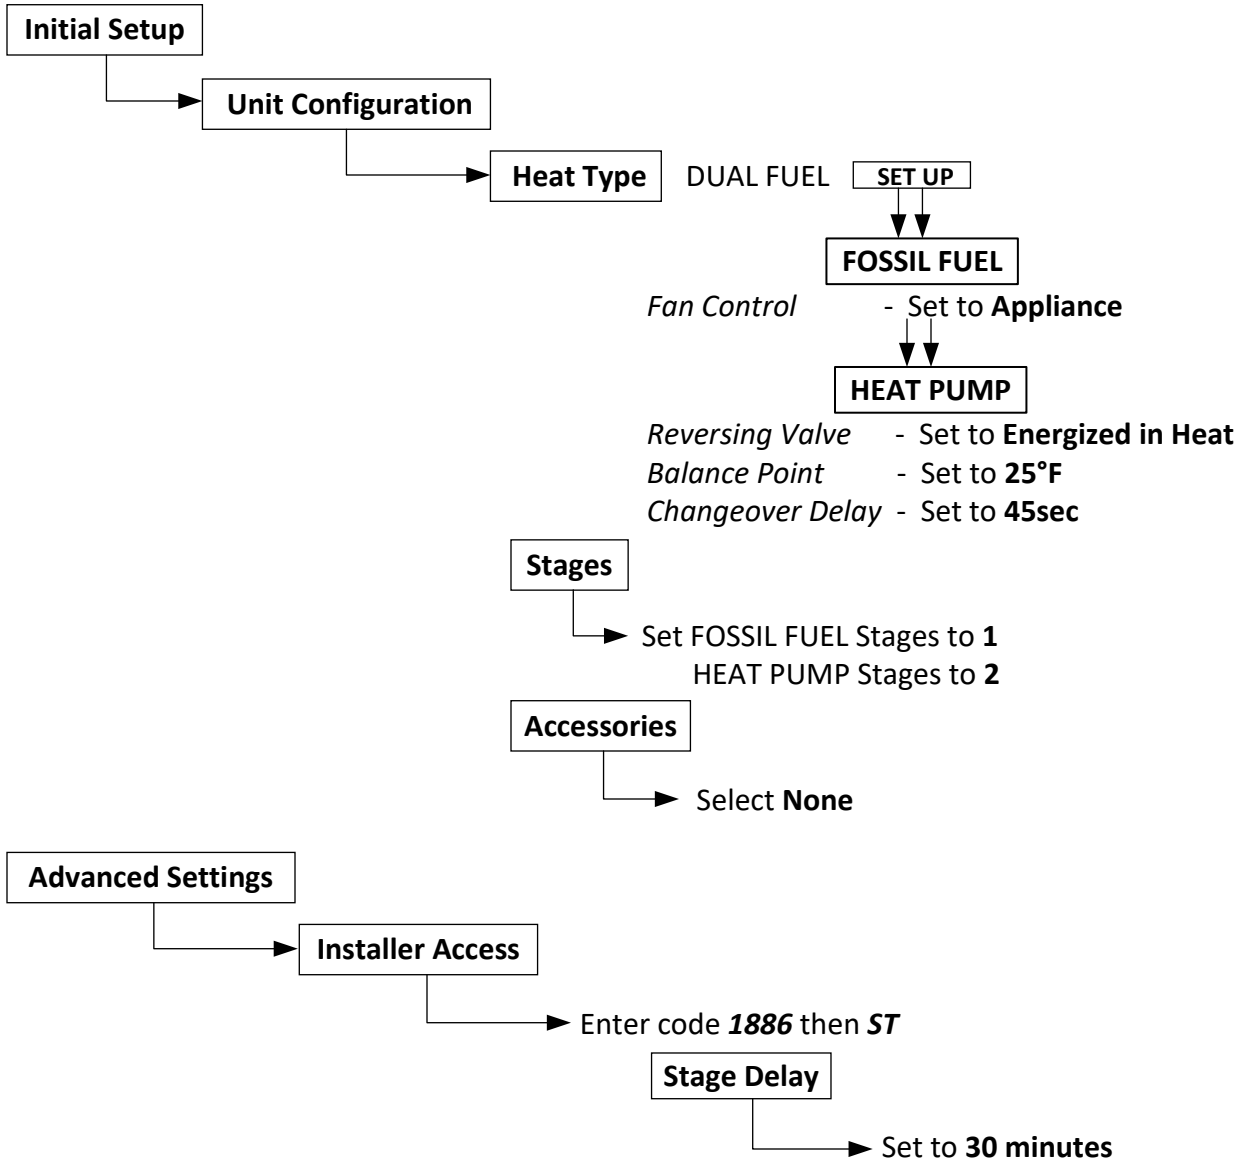 Initial Setup
Unit Configuration
Heat Type DUAL FUEL SET UP
FOSSIL FUEL
Fan Control - Set to Appliance
HEAT PUMP
Reversing Valve - Set to Energized in Heat
Balance Point - Set to 25°F
Changeover Delay - Set to 45sec
Stages
Set FOSSIL FUEL Stages to 1
HEAT PUMP Stages to 2
Accessories
Select None
Advanced Settings
Installer Access
Enter code 1886 then ST
Stage Delay
Set to 30 minutes